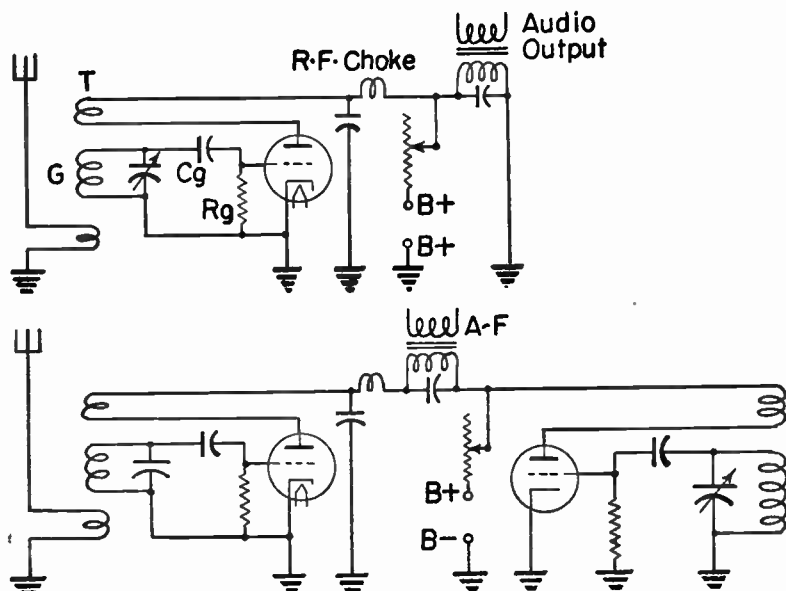 Audio
Output
R·F· Choke
T
G
Cg
Rg
B+
B+
A-F
B+
B-